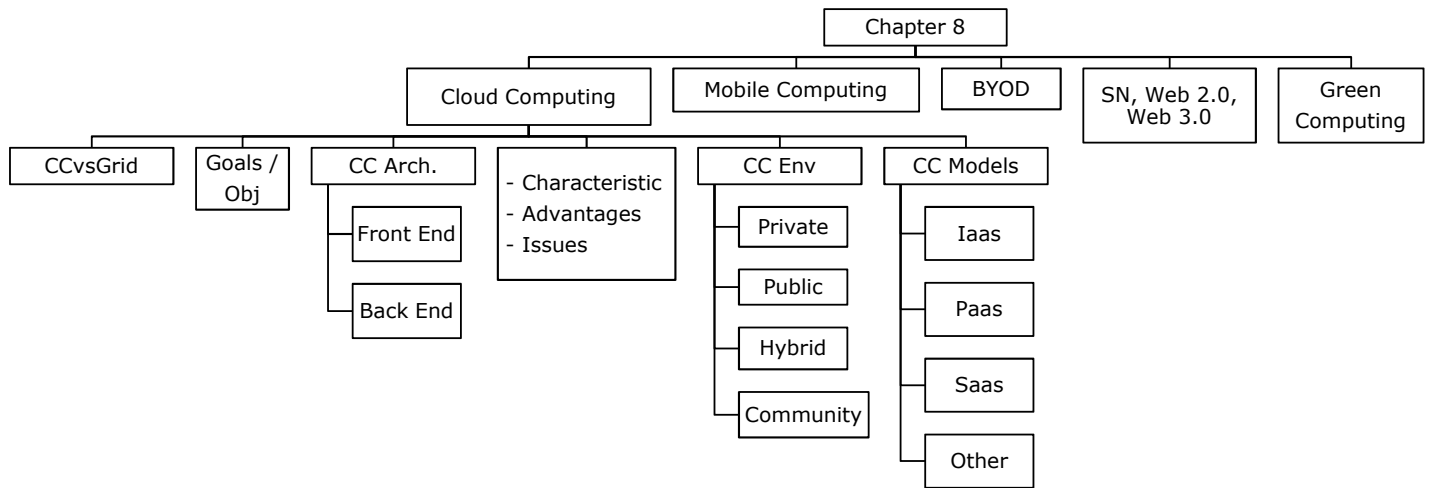 Chapter 8
Cloud Computing
Mobile Computing
BYOD
SN, Web 2.0,
Web 3.0
Green
Computing
CCvsGrid
Goals /
Obj
CC Arch.
Front End
Back End
- Characteristic
- Advantages
- Issues
CC Env
Private
Public
Hybrid
Community
CC Models
Iaas
Paas
Saas
Other